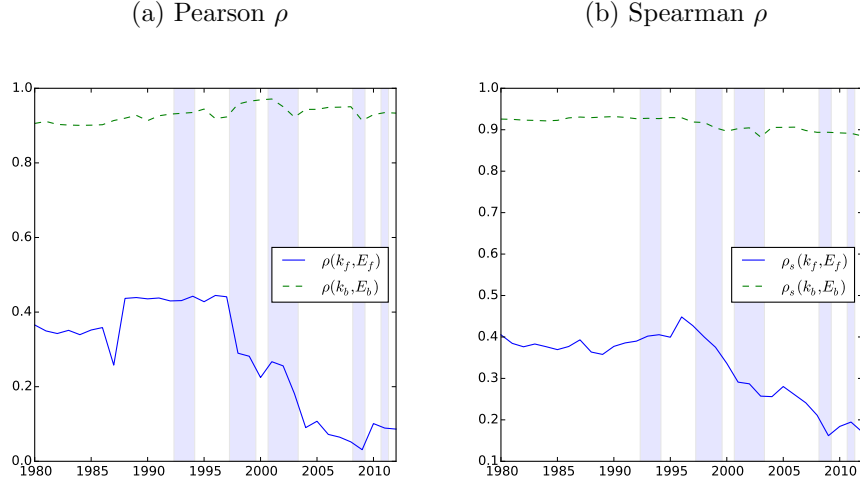 (a) Pearson ρ
(b) Spearman ρ
1.0
0.8
0.6
0.4
0.2
0.0
1980 1985 1990 1995 2000 2005 2010
ρ(k_f,E_f)
ρ(k_b,E_b)
1.0
0.9
0.8
0.7
0.6
0.5
0.4
0.3
0.2
0.1
1980 1985 1990 1995 2000 2005 2010
ρ_s(k_f,E_f)
ρ_s(k_b,E_b)